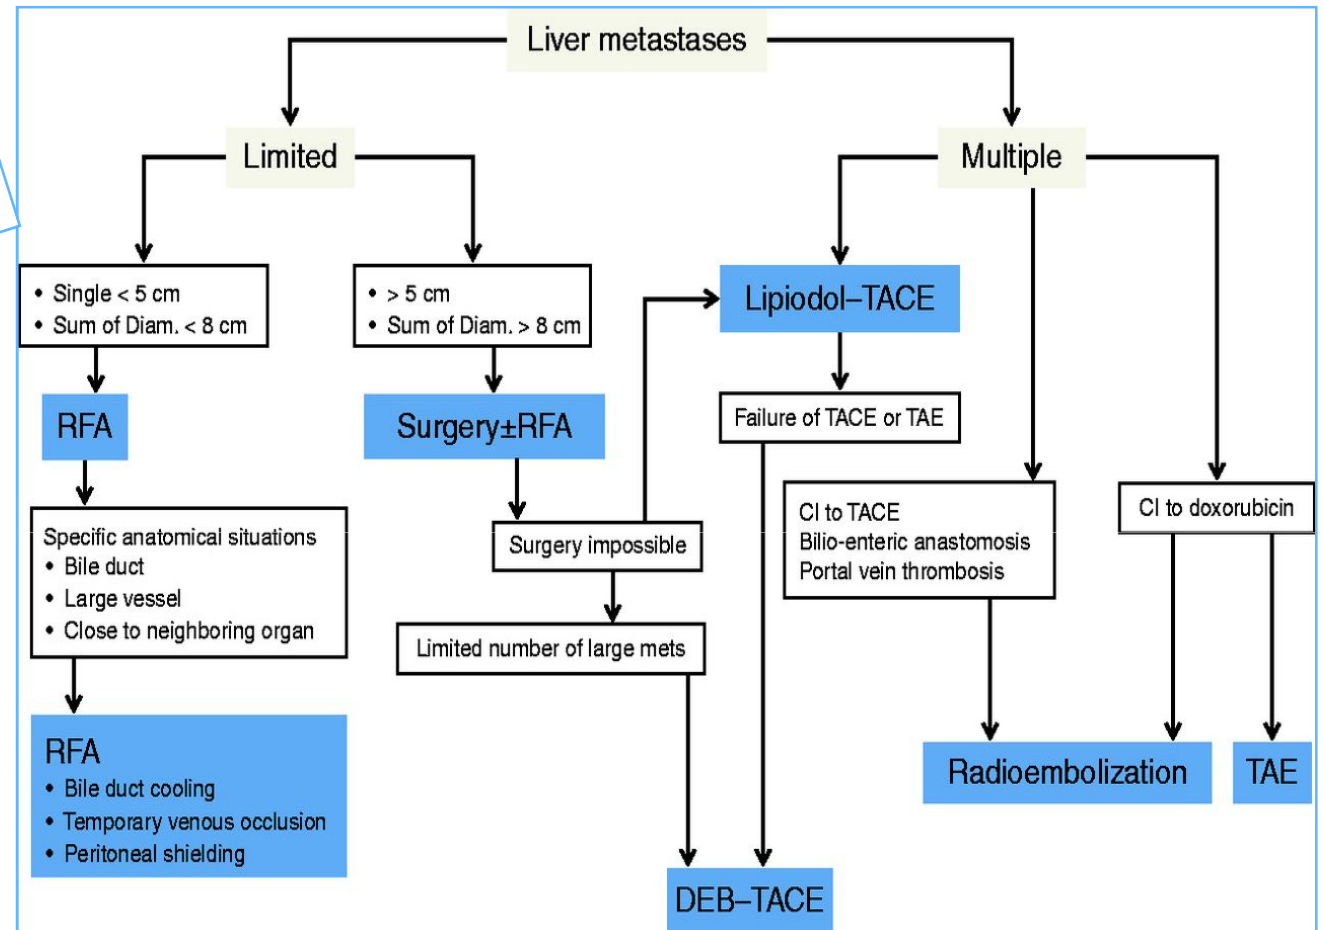 Liver metastases
Limited
Multiple
• Single < 5 cm
• Sum of Diam. < 8 cm
• > 5 cm
• Sum of Diam. > 8 cm
Lipiodol–TACE
RFA
Surgery±RFA
Failure of TACE or TAE
Specific anatomical situations
• Bile duct
• Large vessel
• Close to neighboring organ
Surgery impossible
CI to TACE
Bilio-enteric anastomosis
Portal vein thrombosis
CI to doxorubicin
Limited number of large mets
RFA
• Bile duct cooling
• Temporary venous occlusion
• Peritoneal shielding
Radioembolization
TAE
DEB–TACE